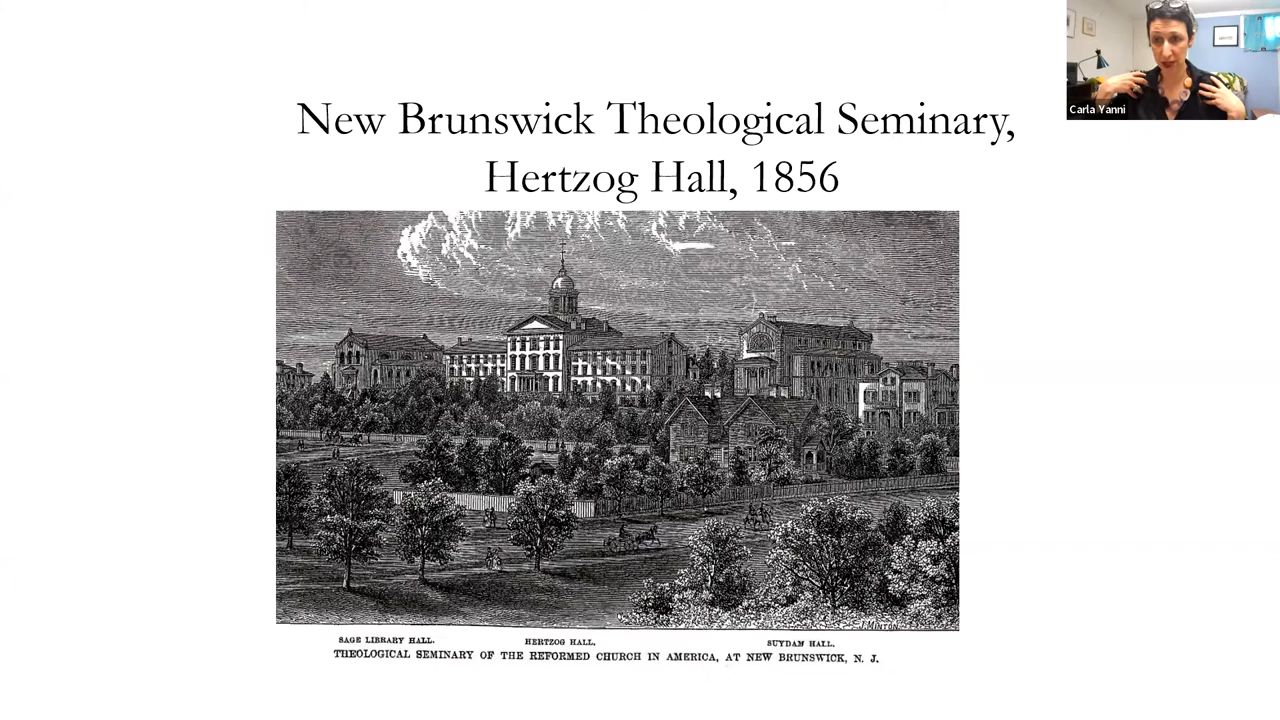 New Brunswick Theological Seminary,
Hertzog Hall, 1856
Carla Yanni
SAGE LIBRARY HALL. HERTZOG HALL. SUYDAM HALL.
THEOLOGICAL SEMINARY OF THE REFORMED CHURCH IN AMERICA, AT NEW BRUNSWICK, N. J.